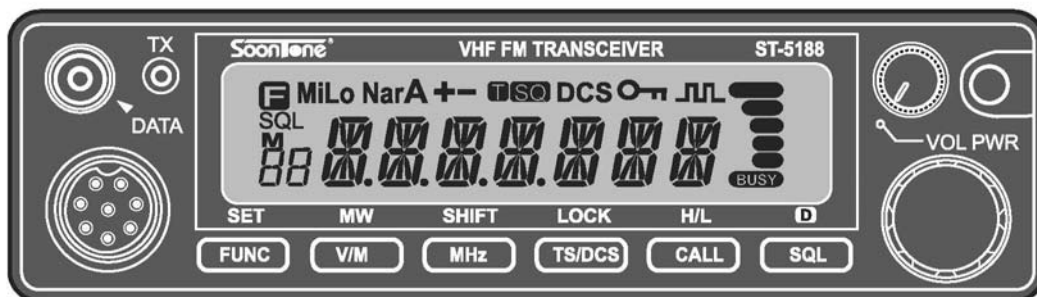 TX
SoonTone® VHF FM TRANSCEIVER ST-5188
F MiLo NarA +− T SQ DCS
SQL
M
DATA
VOL PWR
BUSY
SET MW SHIFT LOCK H/L D
FUNC V/M MHz TS/DCS CALL SQL